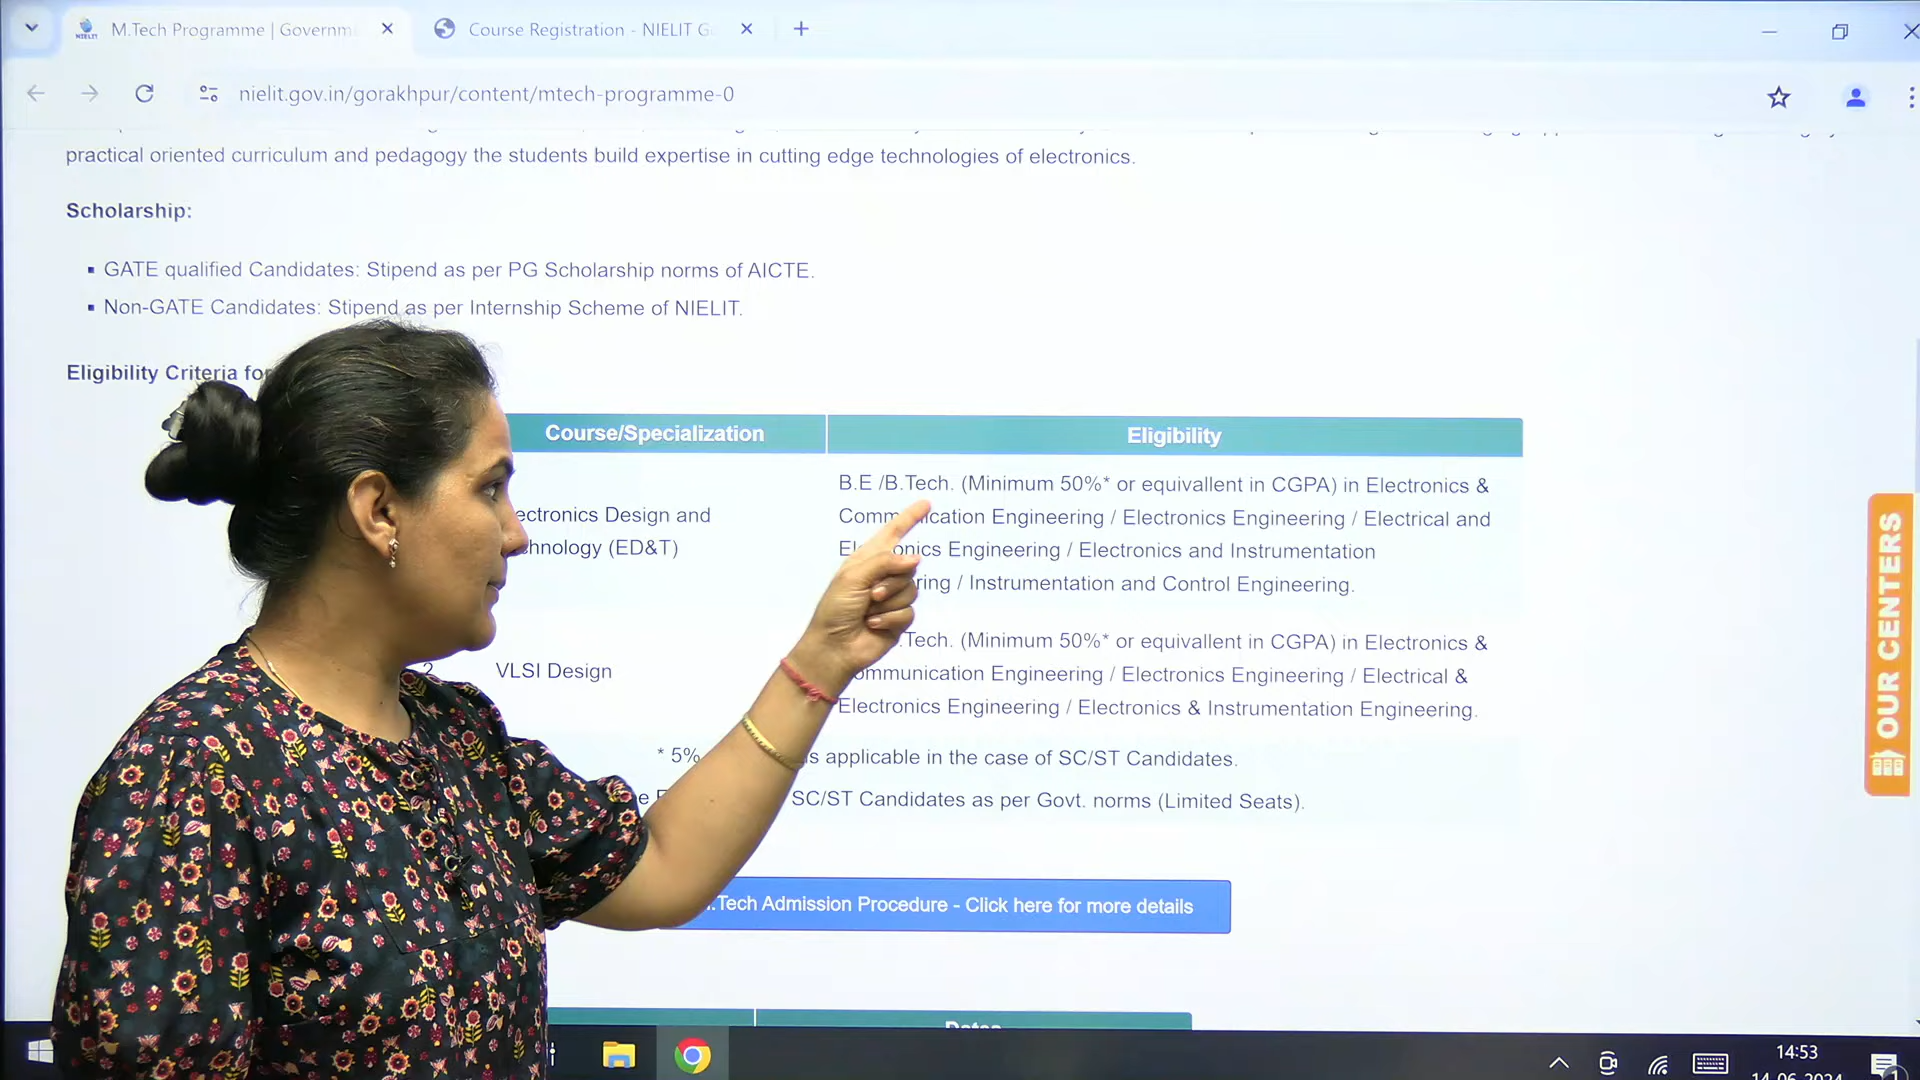 M.Tech Programme | Governm
Course Registration - NIELIT G
nielit.gov.in/gorakhpur/content/mtech-programme-0
practical oriented curriculum and pedagogy the students build expertise in cutting edge technologies of electronics.
Scholarship:
GATE qualified Candidates: Stipend as per PG Scholarship norms of AICTE.
Non-GATE Candidates: Stipend as per Internship Scheme of NIELIT.
Eligibility Criteria for
Course/Specialization Eligibility
ectronics Design and
hnology (ED&T)
B.E /B.Tech. (Minimum 50%* or equivallent in CGPA) in Electronics &
Comm ication Engineering / Electronics Engineering / Electrical and
El onics Engineering / Electronics and Instrumentation
ring / Instrumentation and Control Engineering.
2 VLSI Design
.Tech. (Minimum 50%* or equivallent in CGPA) in Electronics &
ommunication Engineering / Electronics Engineering / Electrical &
Electronics Engineering / Electronics & Instrumentation Engineering.
* 5% is applicable in the case of SC/ST Candidates.
SC/ST Candidates as per Govt. norms (Limited Seats).
.Tech Admission Procedure - Click here for more details
Dates
OUR CENTERS
14:53
14-06-2024